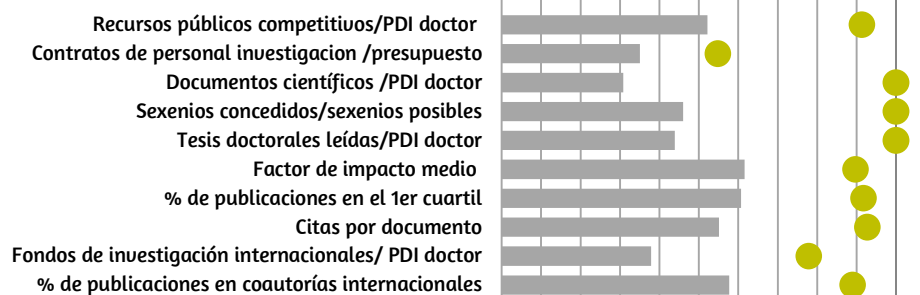 Recursos públicos competitivos/PDI doctor
Contratos de personal investigacion /presupuesto
Documentos científicos /PDI doctor
Sexenios concedidos/sexenios posibles
Tesis doctorales leídas/PDI doctor
Factor de impacto medio
% de publicaciones en el 1er cuartil
Citas por documento
Fondos de investigación internacionales/ PDI doctor
% de publicaciones en coautorías internacionales